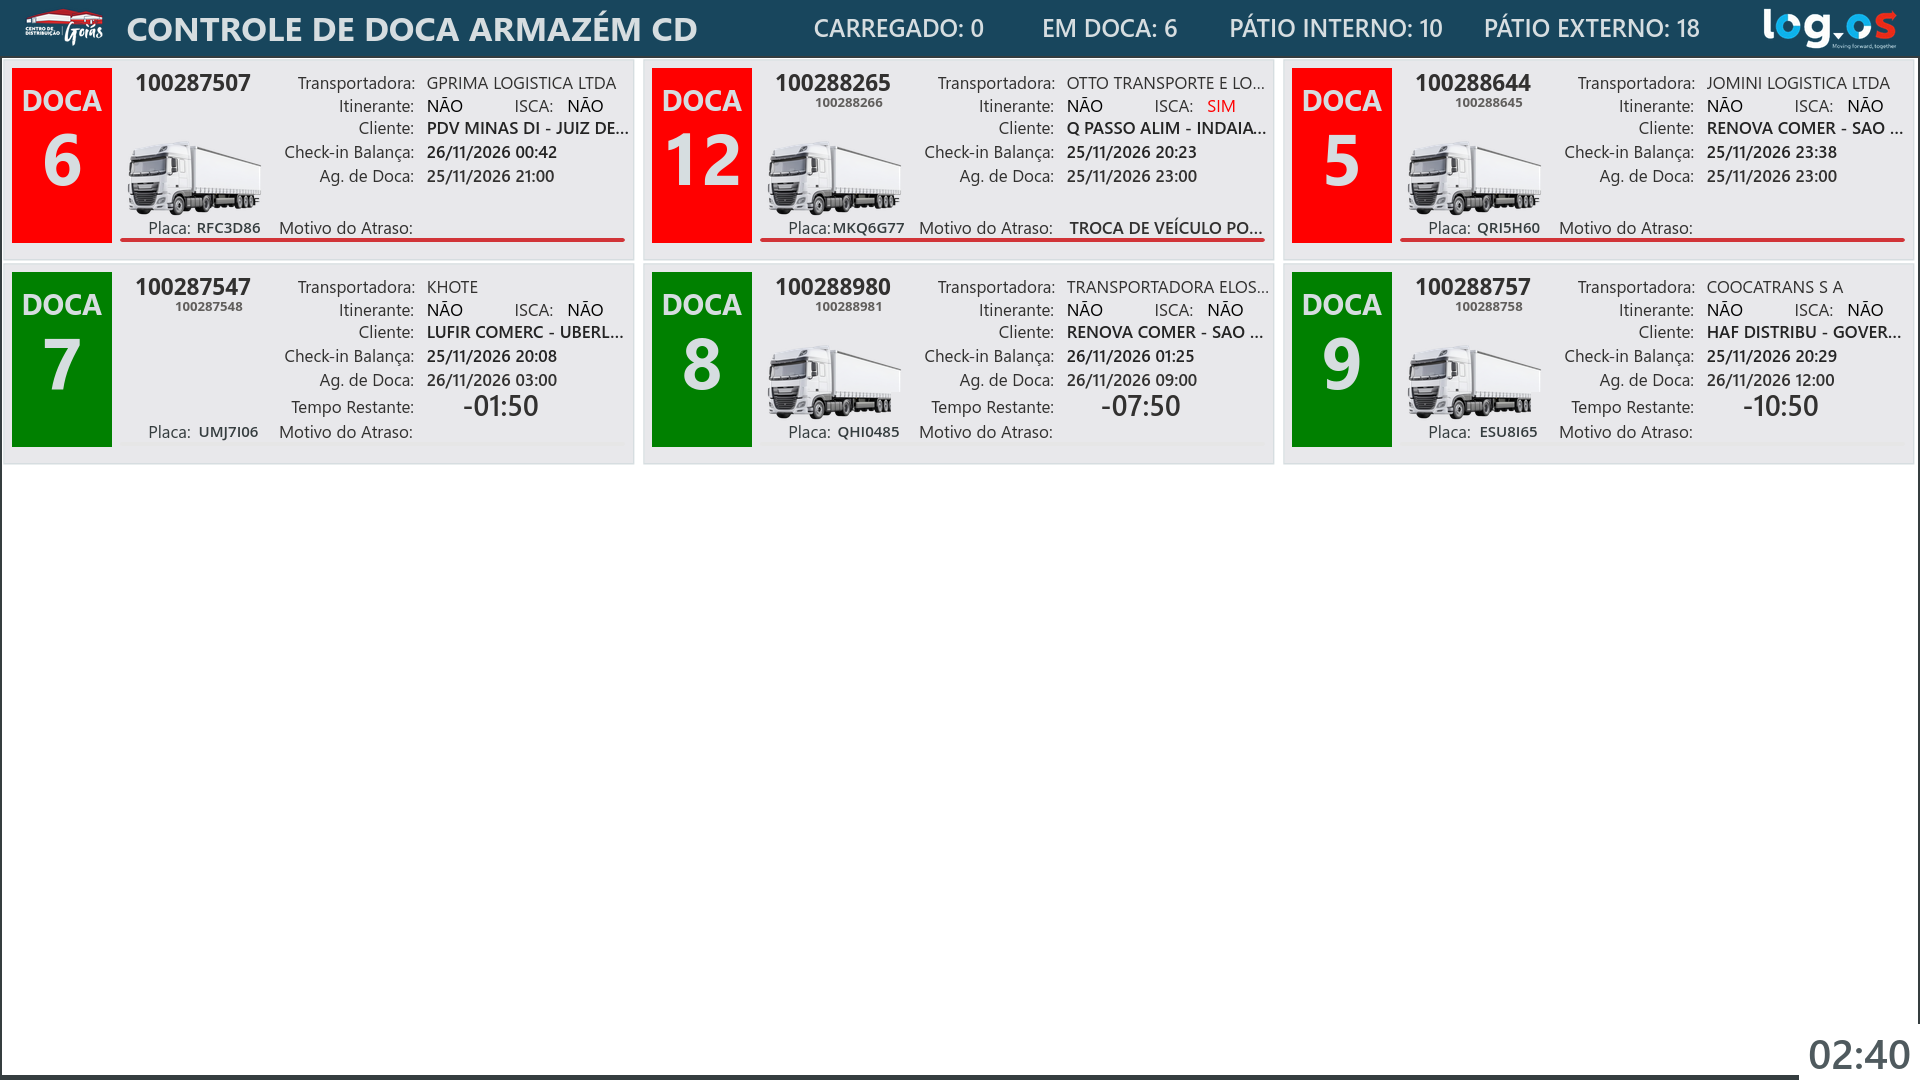 CENTRO DE DISTRIBUIÇÃO Goiás
CONTROLE DE DOCA ARMAZÉM CD
CARREGADO: 0
EM DOCA: 6
PÁTIO INTERNO: 10
PÁTIO EXTERNO: 18
log.os
Moving forward, together
DOCA
6
100287507
Transportadora: GPRIMA LOGISTICA LTDA
Itinerante: NÃO ISCA: NÃO
Cliente: PDV MINAS DI - JUIZ DE...
Check-in Balança: 26/11/2026 00:42
Ag. de Doca: 25/11/2026 21:00
Placa: RFC3D86 Motivo do Atraso:
DOCA
12
100288265
100288266
Transportadora: OTTO TRANSPORTE E LO...
Itinerante: NÃO ISCA: SIM
Cliente: Q PASSO ALIM - INDAIA...
Check-in Balança: 25/11/2026 20:23
Ag. de Doca: 25/11/2026 23:00
Placa: MKQ6G77 Motivo do Atraso: TROCA DE VEÍCULO PO...
DOCA
5
100288644
100288645
Transportadora: JOMINI LOGISTICA LTDA
Itinerante: NÃO ISCA: NÃO
Cliente: RENOVA COMER - SAO ...
Check-in Balança: 25/11/2026 23:38
Ag. de Doca: 25/11/2026 23:00
Placa: QRI5H60 Motivo do Atraso:
DOCA
7
100287547
100287548
Transportadora: KHOTE
Itinerante: NÃO ISCA: NÃO
Cliente: LUFIR COMERC - UBERL...
Check-in Balança: 25/11/2026 20:08
Ag. de Doca: 26/11/2026 03:00
Tempo Restante: -01:50
Placa: UMJ7I06 Motivo do Atraso:
DOCA
8
100288980
100288981
Transportadora: TRANSPORTADORA ELOS...
Itinerante: NÃO ISCA: NÃO
Cliente: RENOVA COMER - SAO ...
Check-in Balança: 26/11/2026 01:25
Ag. de Doca: 26/11/2026 09:00
Tempo Restante: -07:50
Placa: QHI0485 Motivo do Atraso:
DOCA
9
100288757
100288758
Transportadora: COOCATRANS S A
Itinerante: NÃO ISCA: NÃO
Cliente: HAF DISTRIBU - GOVER...
Check-in Balança: 25/11/2026 20:29
Ag. de Doca: 26/11/2026 12:00
Tempo Restante: -10:50
Placa: ESU8I65 Motivo do Atraso:
02:40